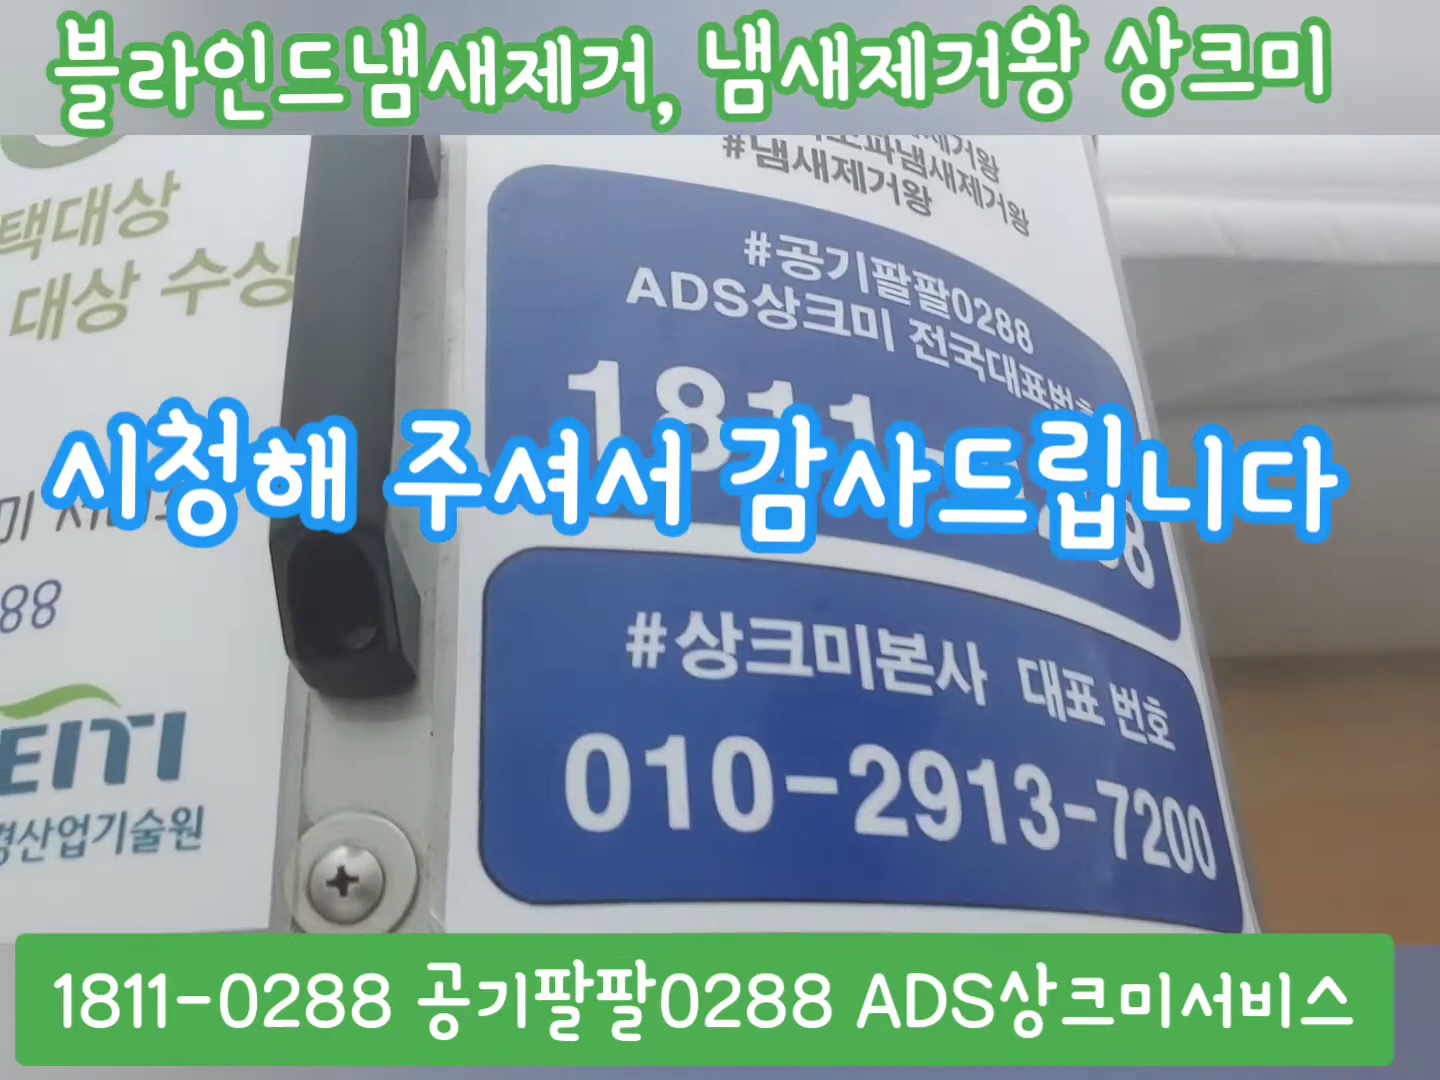 블라인드냄새제거, 냄새제거왕 상크미
#냄새제거왕
택대상
대상 수상
#공기팔팔0288
ADS상크미 전국대표번호
시청해 주셔서 감사드립니다
88
#상크미본사 대표 번호
010-2913-7200
EITI
경산업기술원
1811-0288 공기팔팔0288 ADS상크미서비스